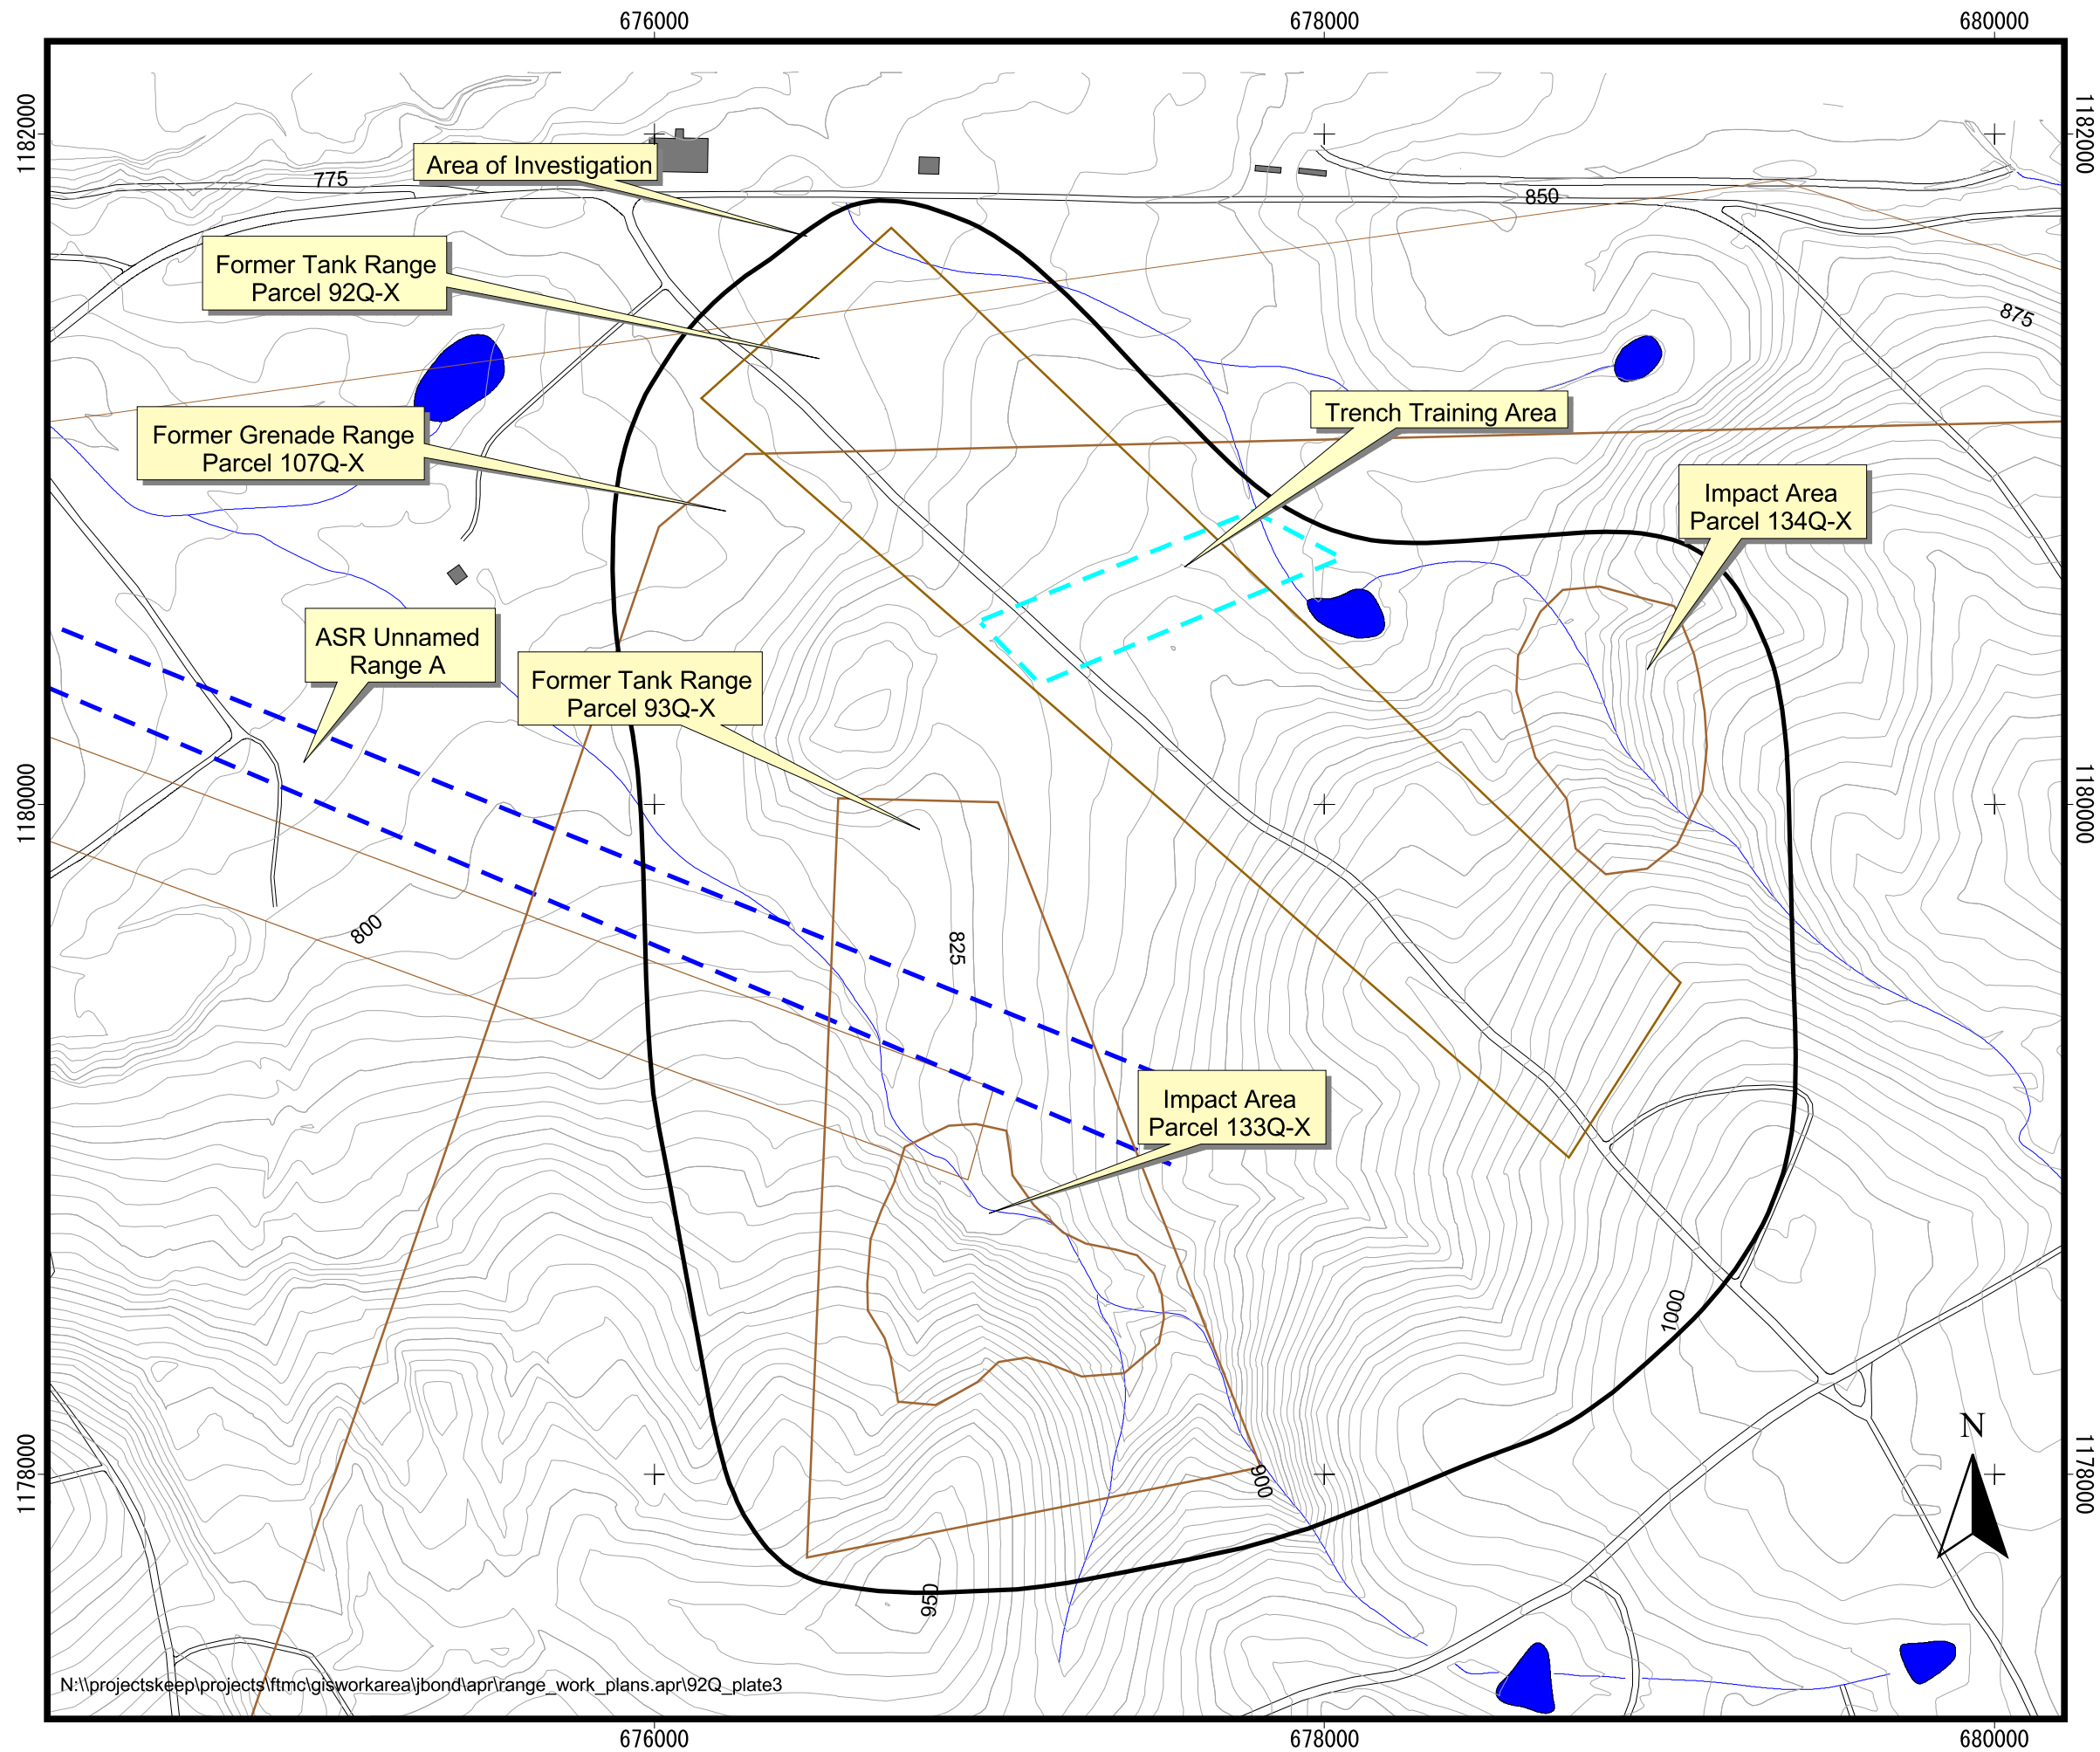 676000
678000
680000
1182000
1182000
Area of Investigation
775
850
Former Tank Range
Parcel 92Q-X
875
Trench Training Area
Former Grenade Range
Parcel 107Q-X
Impact Area
Parcel 134Q-X
ASR Unnamed
Range A
Former Tank Range
Parcel 93Q-X
1180000
1180000
800
825
Impact Area
Parcel 133Q-X
1000
N
1178000
1178000
900
950
N:\\projectskeep\projects\ftmc\gisworkarea\jbond\apr\range_work_plans.apr\92Q_plate3
676000
678000
680000